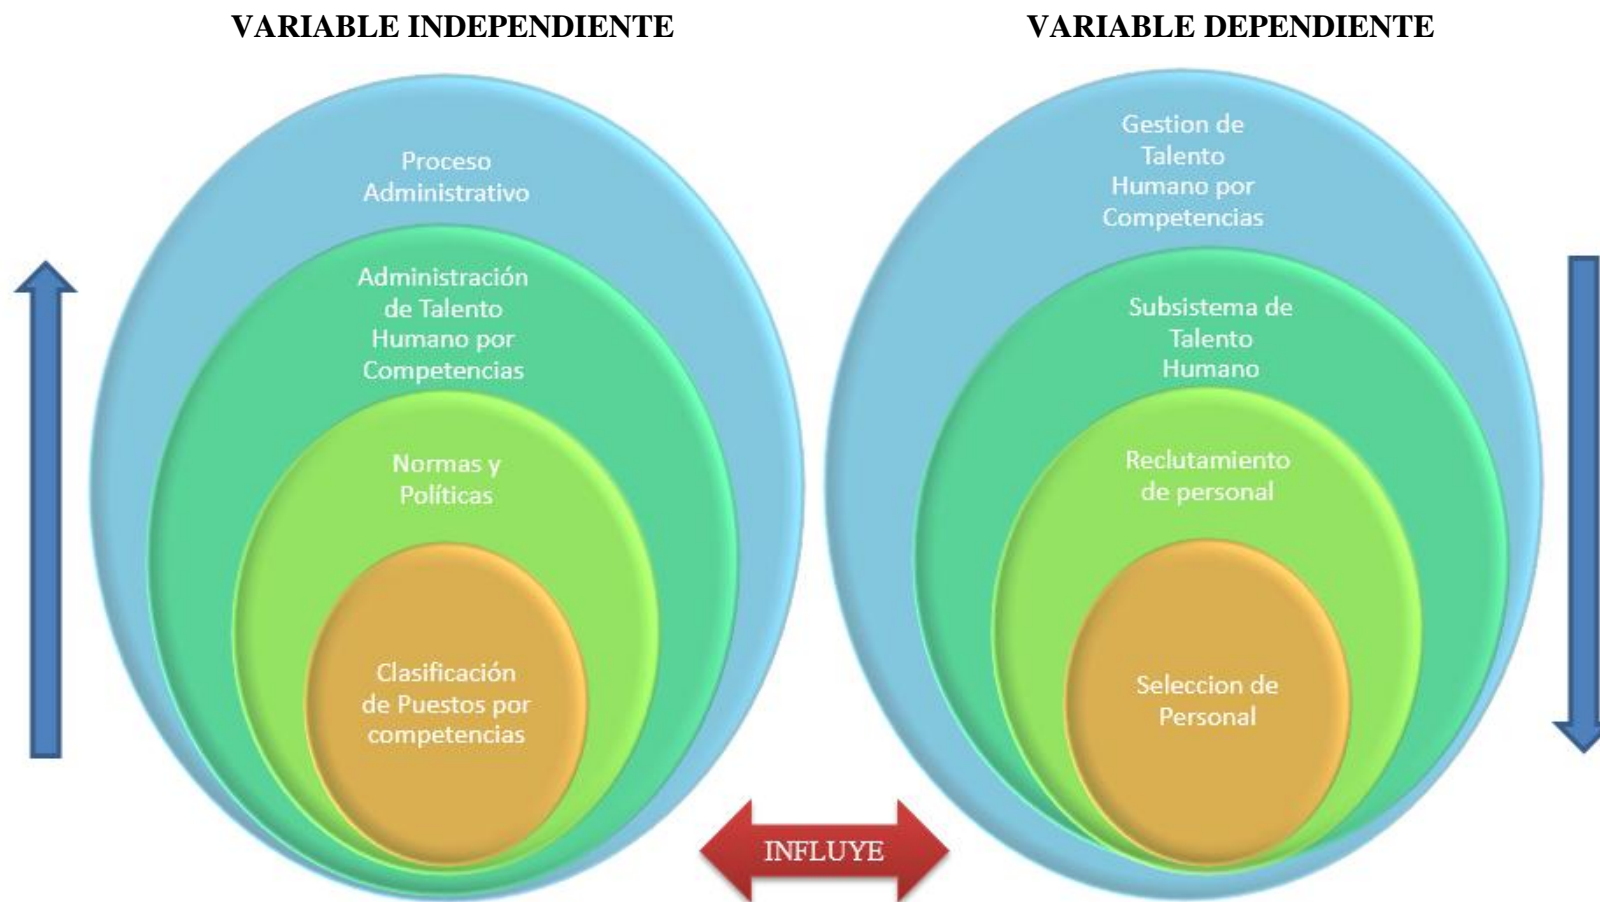 VARIABLE INDEPENDIENTE
Proceso
Administrativo
Administración
de Talento
Humano por
Competencias
Normas y
Políticas
Clasificación
de Puestos por
competencias
VARIABLE DEPENDIENTE
Gestion de
Talento
Humano por
Competencias
Subsistema de
Talento
Humano
Reclutamiento
de personal
Seleccion de
Personal
INFLUYE